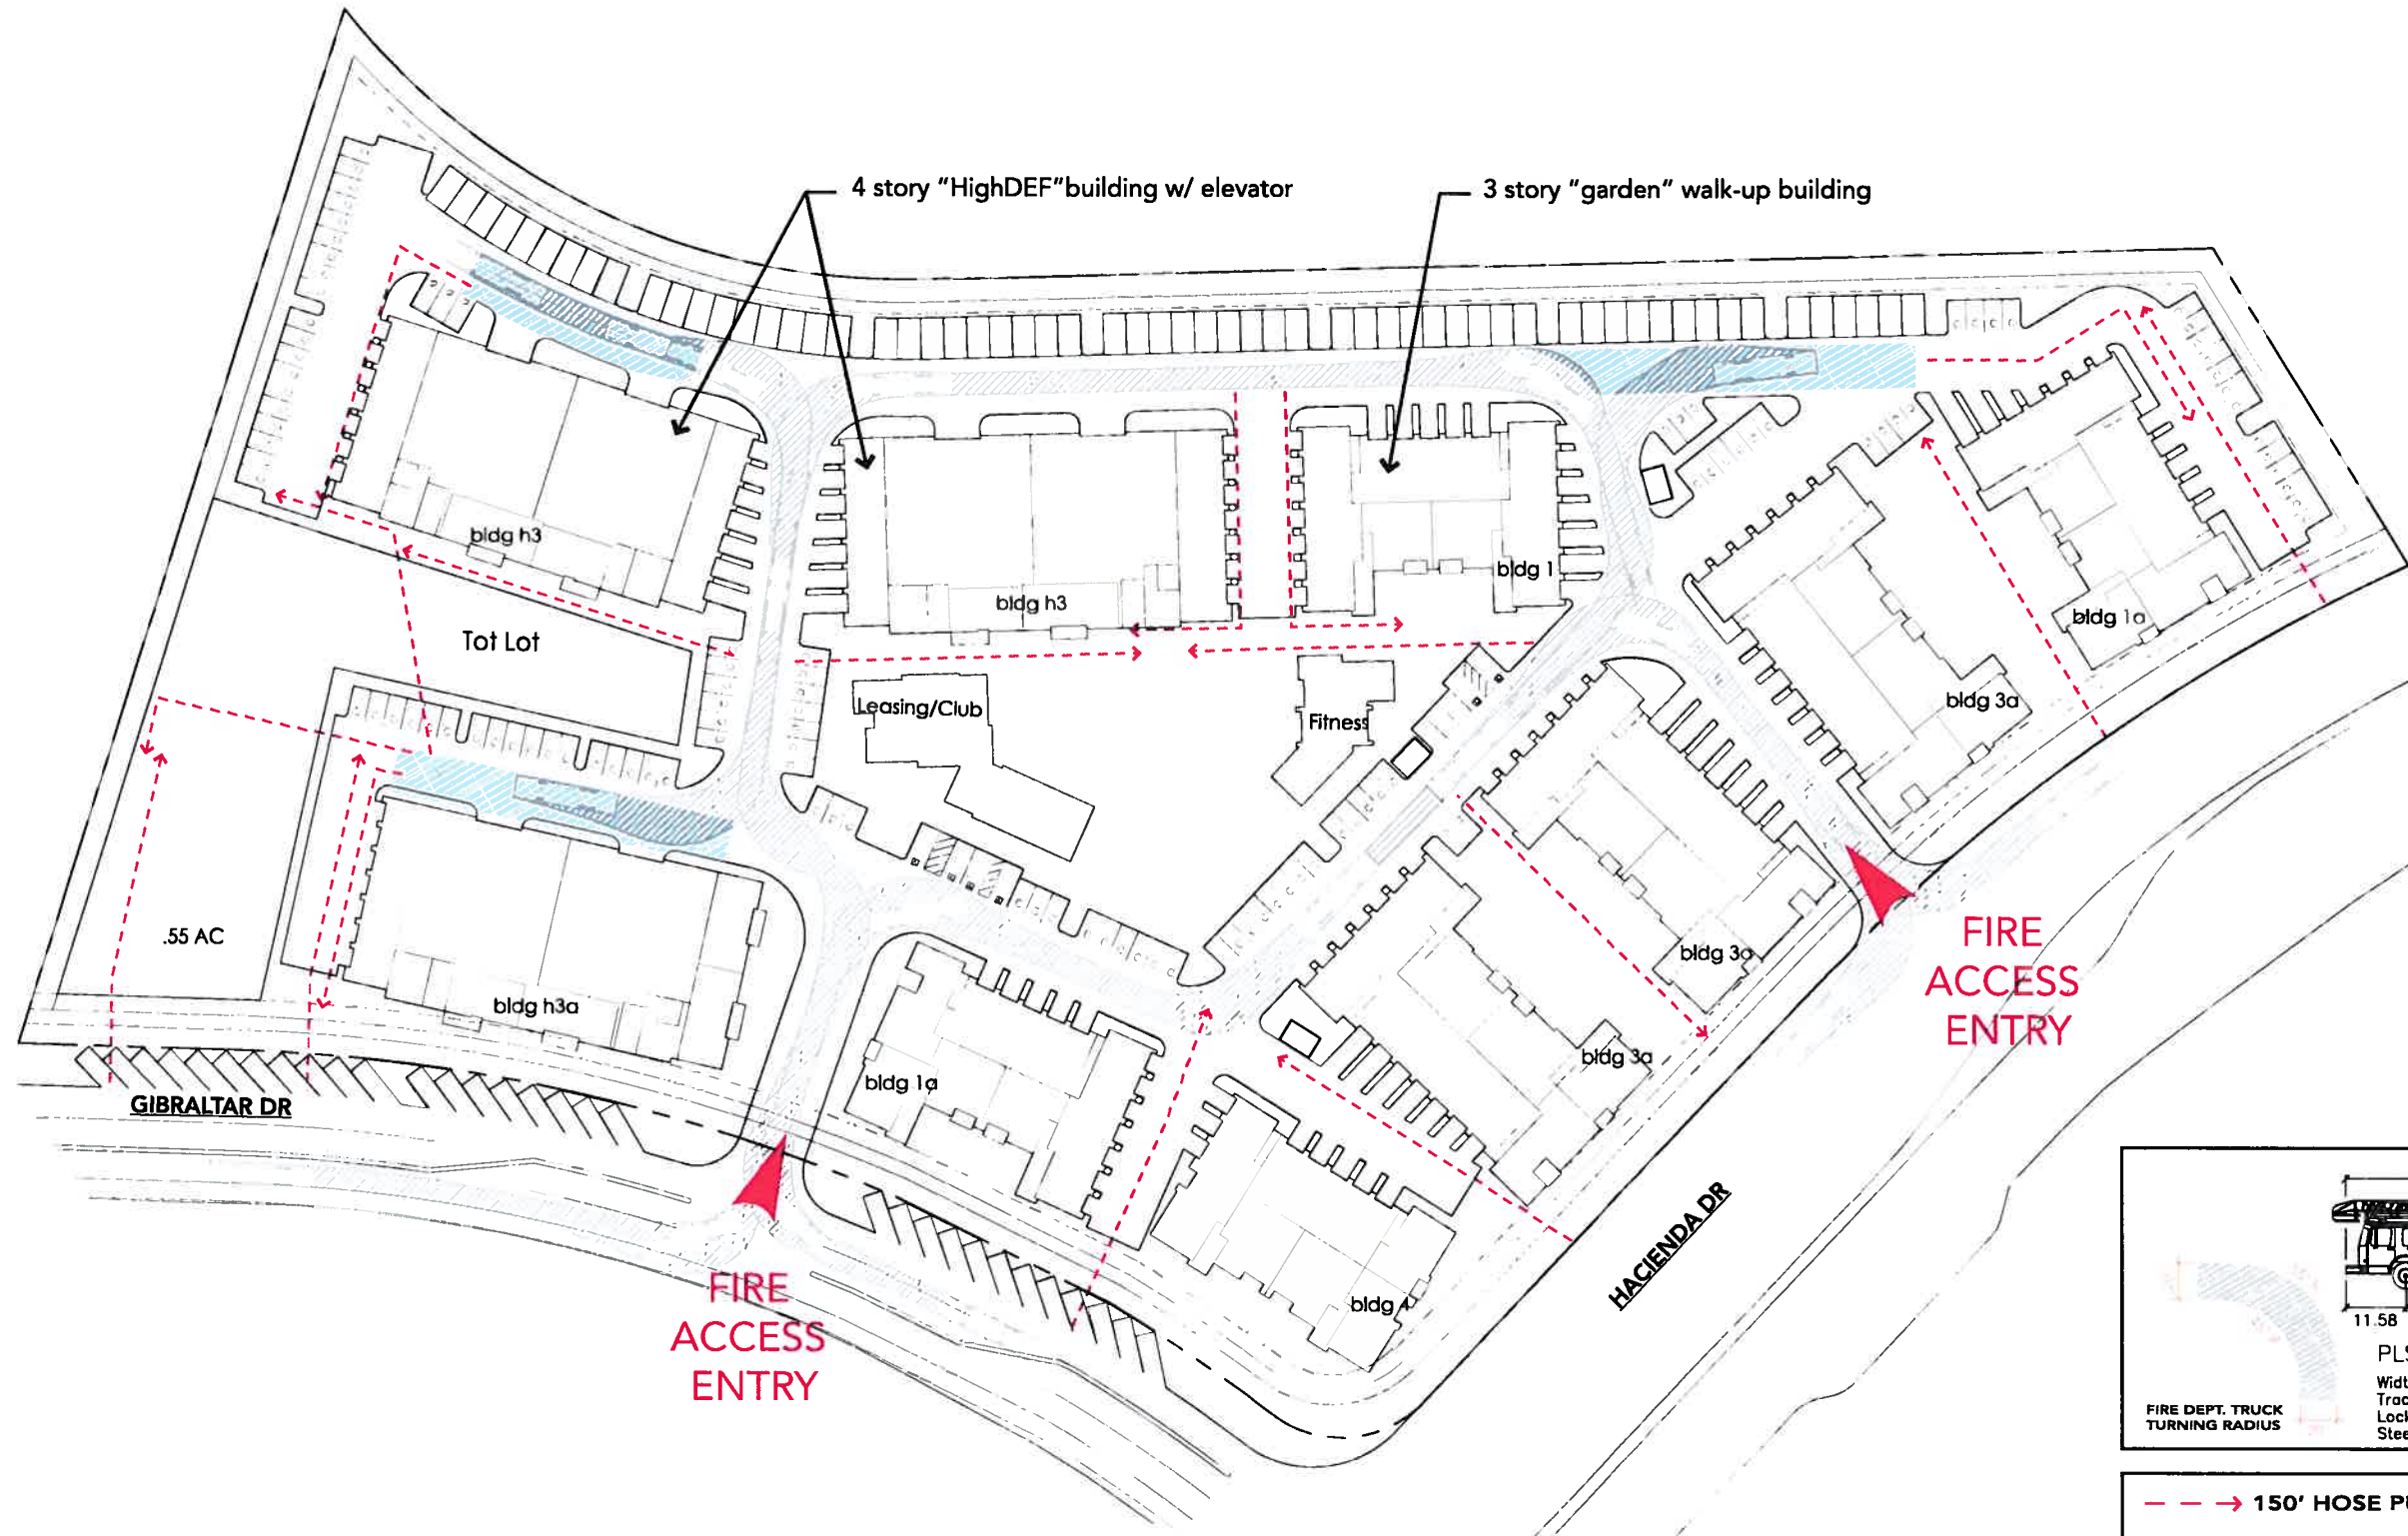 4 story "HighDEF"building w/ elevator
3 story "garden" walk-up building
bldg h3
bldg h3
bldg 1
bldg 1a
Tot Lot
bldg 3a
Leasing/Club
Fitness
.55 AC
bldg h3a
bldg 3a
FIRE
ACCESS
ENTRY
bldg 3a
bldg 1a
GIBRALTAR DR
HACIENDA DR
FIRE
ACCESS
ENTRY
bldg 4
11.58
FIRE DEPT. TRUCK
TURNING RADIUS
150' HOSE